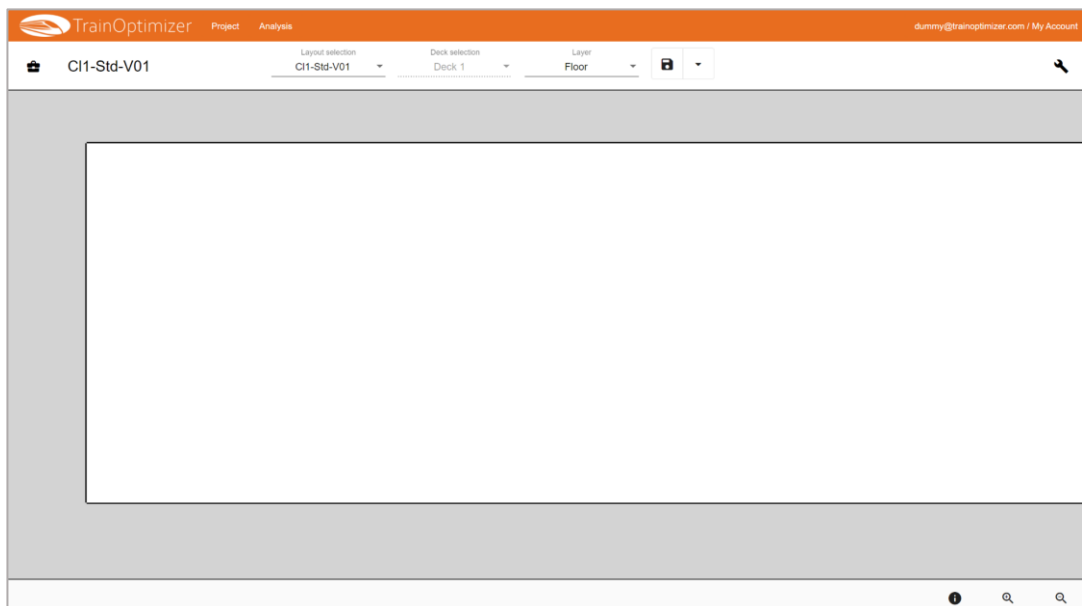 TrainOptimizer Project Analysis dummy@trainoptimizer.com / My Account
Layout selection Deck selection Layer
Cl1-Std-V01 Cl1-Std-V01 Deck 1 Floor